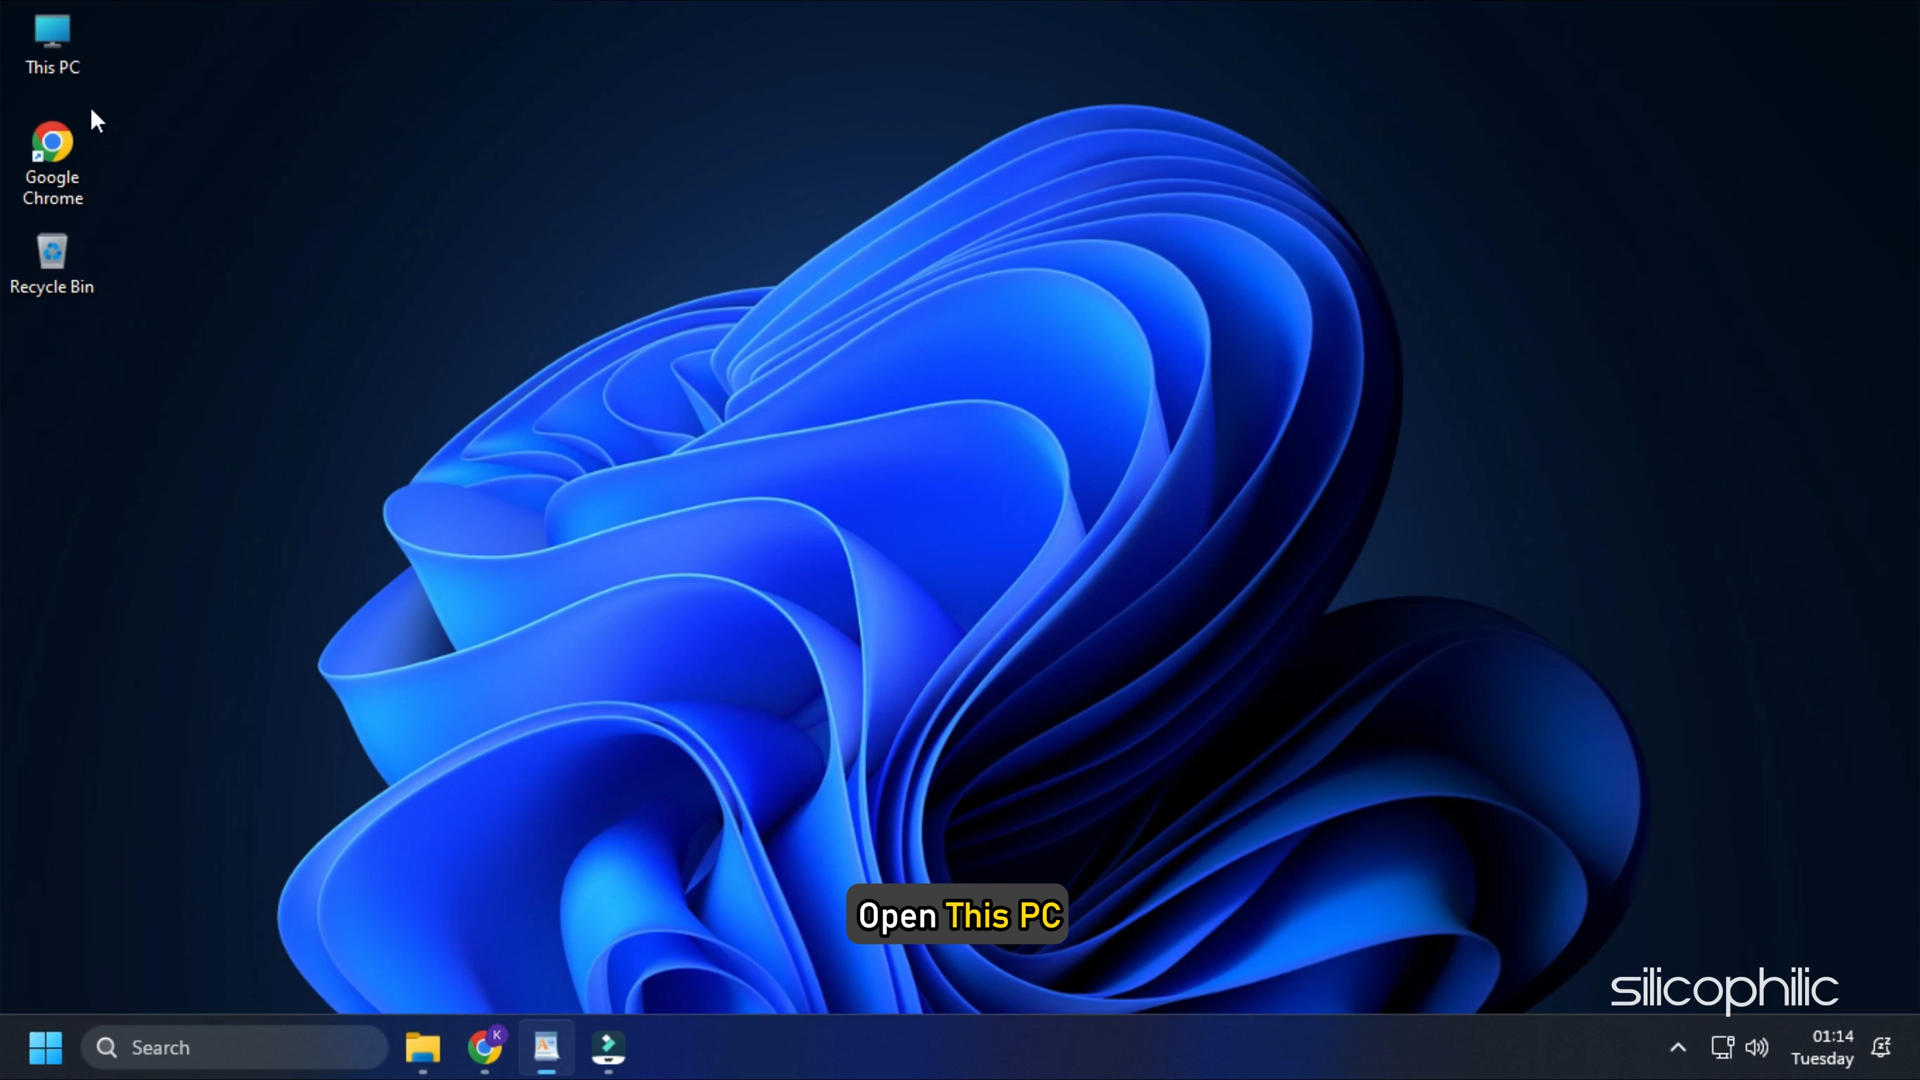 This PC
Google
Chrome
Recycle Bin
Open This PC
silicophilic
Search
K
01:14
Tuesday